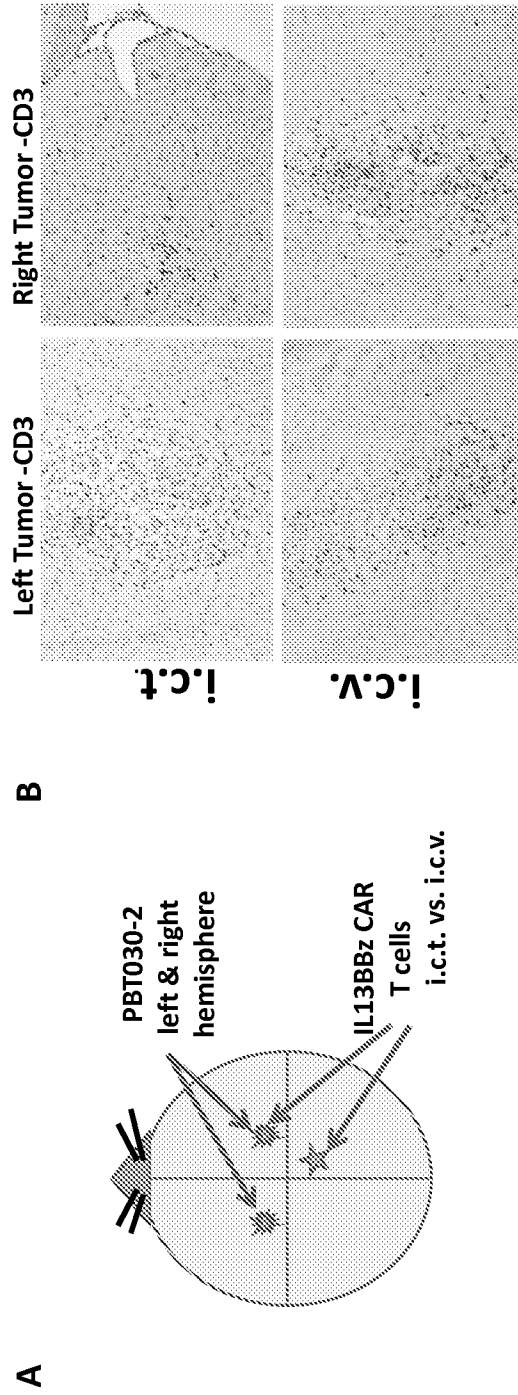 A
PBT030-2
left & right
hemisphere
IL13BBz CAR
T cells
i.c.t. vs. i.c.v.
B
Left Tumor -CD3
Right Tumor -CD3
i.c.t.
i.c.v.